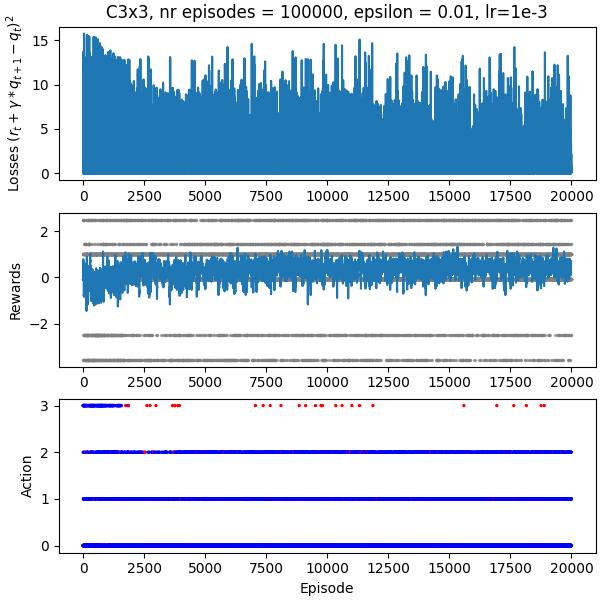 C3x3, nr episodes = 100000, epsilon = 0.01, lr=1e-3
Losses $(r_t + \gamma * q_{t+1} - q_t)^2$
15
10
5
0
0 2500 5000 7500 10000 12500 15000 17500 20000
Rewards
2
0
−2
0 2500 5000 7500 10000 12500 15000 17500 20000
Action
3
2
1
0
0 2500 5000 7500 10000 12500 15000 17500 20000
Episode